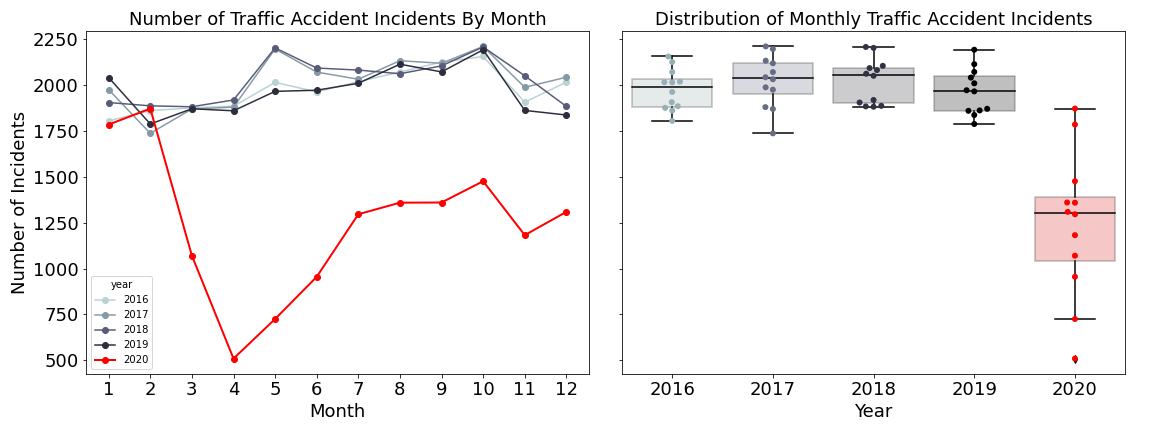 Number of Traffic Accident Incidents By Month
Number of Incidents
2250
2000
1750
1500
1250
1000
750
500
year
2016
2017
2018
2019
2020
1 2 3 4 5 6 7 8 9 10 11 12
Month
Distribution of Monthly Traffic Accident Incidents
2016 2017 2018 2019 2020
Year